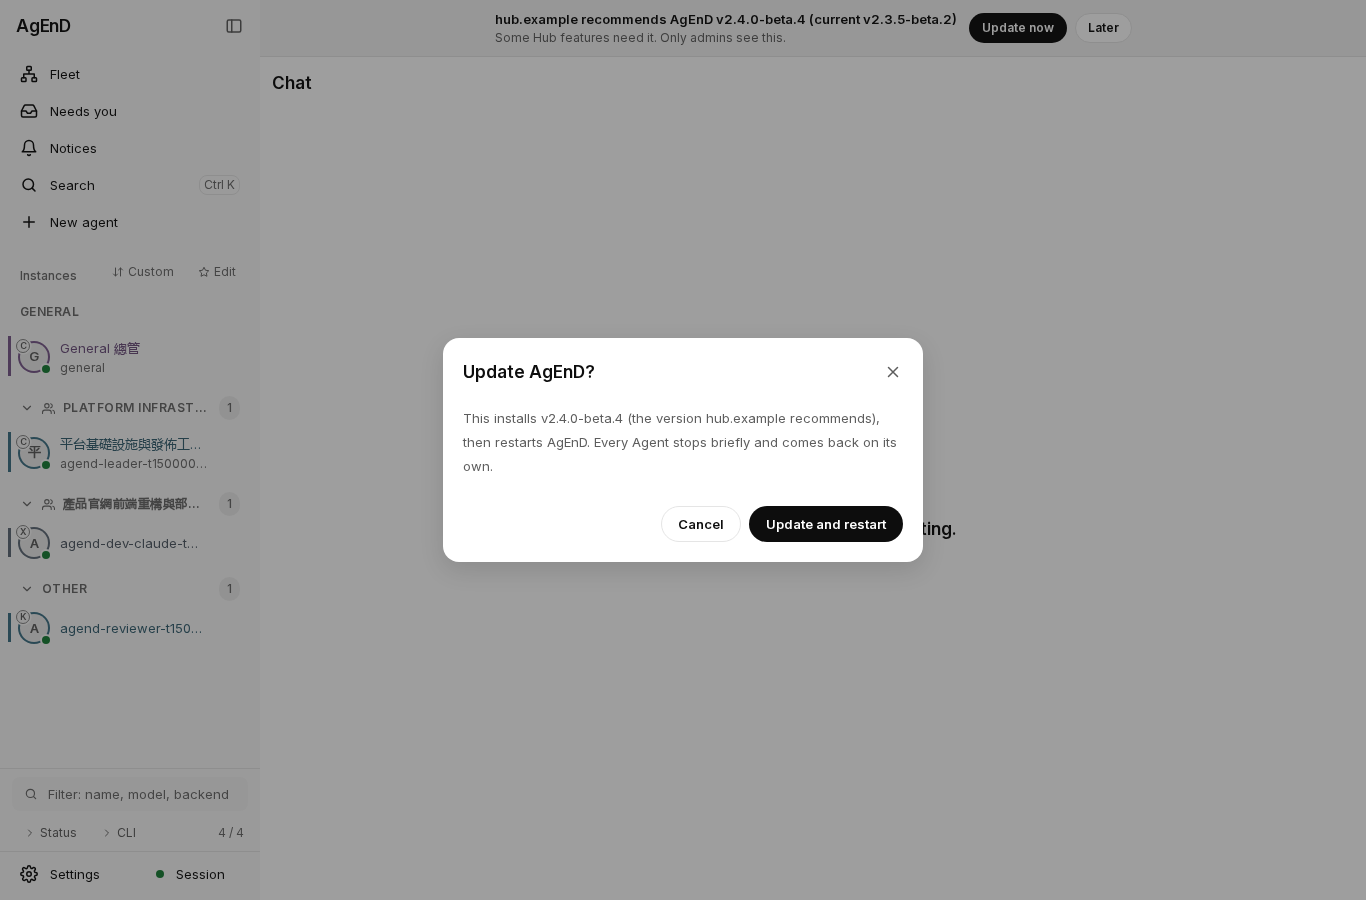 AgEnD
hub.example recommends AgEnD v2.4.0-beta.4 (current v2.3.5-beta.2)
Some Hub features need it. Only admins see this.
Update now
Later
Fleet
Needs you
Notices
Search
Ctrl K
New agent
Instances
Custom
Edit
GENERAL
C
G
General 總管
general
PLATFORM INFRAST...
1
C
平
平台基礎設施與發佈工...
agend-leader-t150000...
產品官網前端重構與部...
1
X
A
agend-dev-claude-t...
OTHER
1
K
A
agend-reviewer-t150...
Filter: name, model, backend
Status
CLI
4 / 4
Settings
Session
Chat
Update AgEnD?
This installs v2.4.0-beta.4 (the version hub.example recommends),
then restarts AgEnD. Every Agent stops briefly and comes back on its
own.
Cancel
Update and restart